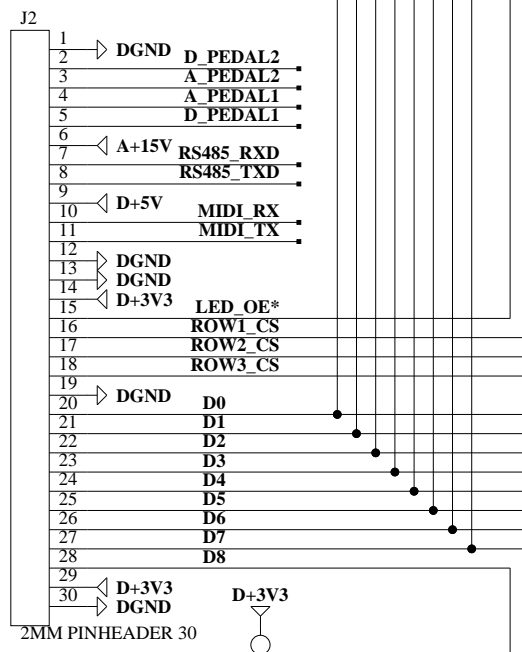 J2
1
DGND
2 D_PEDAL2
3 A_PEDAL2
4 A_PEDAL1
5 D_PEDAL1
6
A+15V
7 RS485_RXD
8 RS485_TXD
9
D+5V
10 MIDI_RX
11 MIDI_TX
12
DGND
13
DGND
14
D+3V3
15 LED_OE*
16 ROW1_CS
17 ROW2_CS
18 ROW3_CS
19
DGND
20 D0
21 D1
22 D2
23 D3
24 D4
25 D5
26 D6
27 D7
28 D8
29
D+3V3
30
DGND
D+3V3
2MM PINHEADER 30